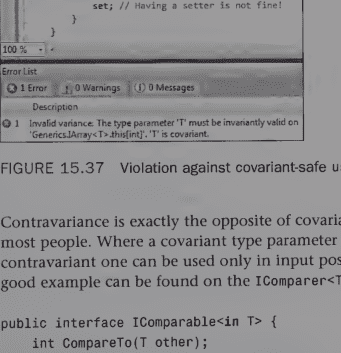 set; // Having a setter is not fine!
}
}
100 %
Error List
1 Error 0 Warnings 0 Messages
Description
1 Invalid variance. The type parameter 'T' must be invariantly valid on
'Generics.IArray<T>.this[int]'. 'T' is covariant.
FIGURE 15.37 Violation against covariant-safe u
Contravariance is exactly the opposite of covaria
most people. Where a covariant type parameter
contravariant one can be used only in input pos
good example can be found on the IComparer<T
public interface IComparable<in T> {
int CompareTo(T other);